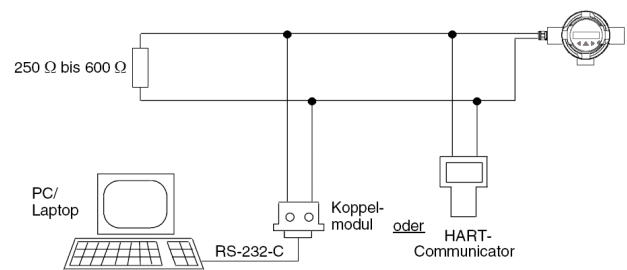 250 Ω bis 600 Ω
PC/
Laptop
RS-232-C
Koppel-
modul
oder
HART-
Communicator